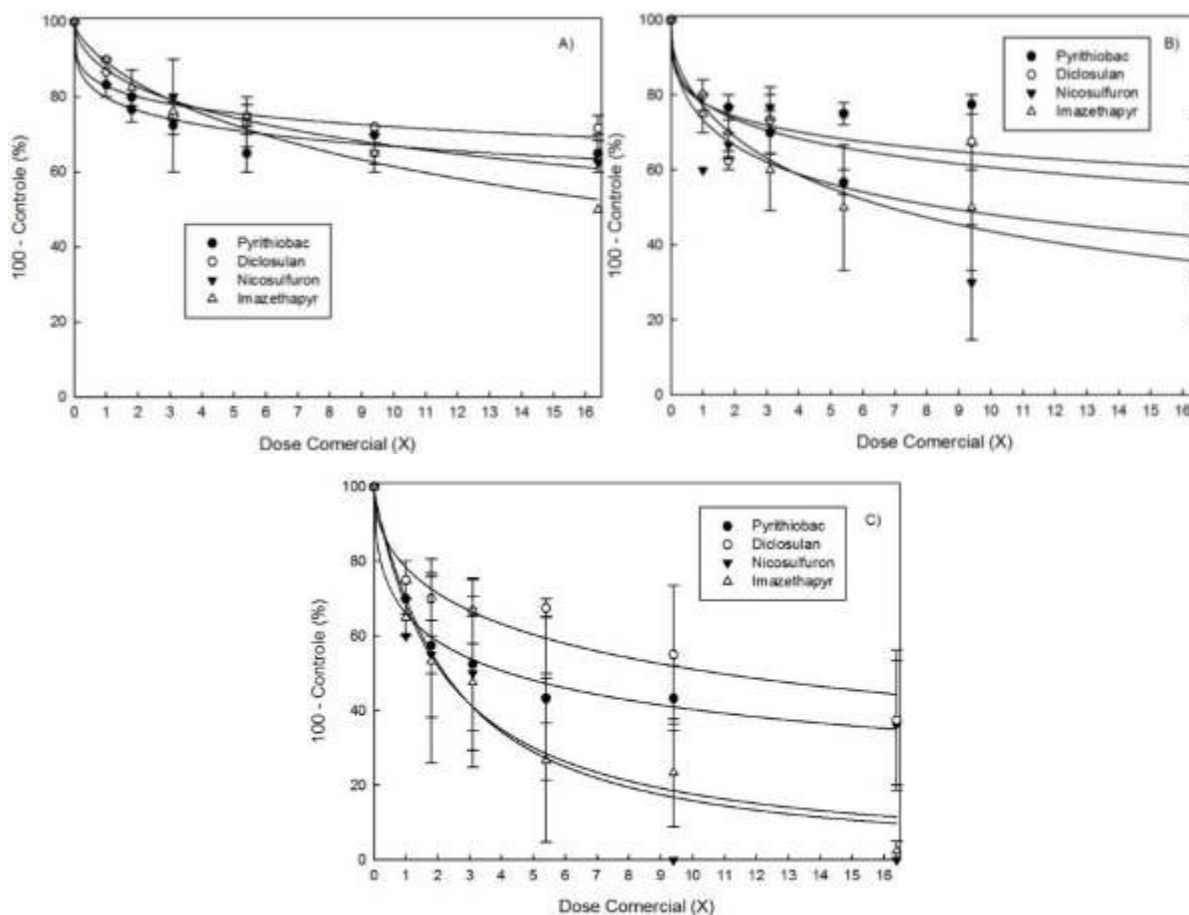 A)
100 - Controle (%)
100
80
60
40
20
0
Pyrithiobac
Diclosulan
Nicosulfuron
Imazethapyr
0 1 2 3 4 5 6 7 8 9 10 11 12 13 14 15 16
Dose Comercial (X)
B)
100 - Controle (%)
100
80
60
40
20
0
Pyrithiobac
Diclosulan
Nicosulfuron
Imazethapyr
0 1 2 3 4 5 6 7 8 9 10 11 12 13 14 15 16
Dose Comercial (X)
C)
100 - Controle (%)
100
80
60
40
20
0
Pyrithiobac
Diclosulan
Nicosulfuron
Imazethapyr
0 1 2 3 4 5 6 7 8 9 10 11 12 13 14 15 16
Dose Comercial (X)